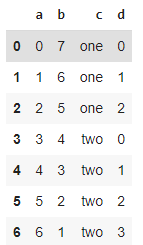 a b c d
0 0 7 one 0
1 1 6 one 1
2 2 5 one 2
3 3 4 two 0
4 4 3 two 1
5 5 2 two 2
6 6 1 two 3